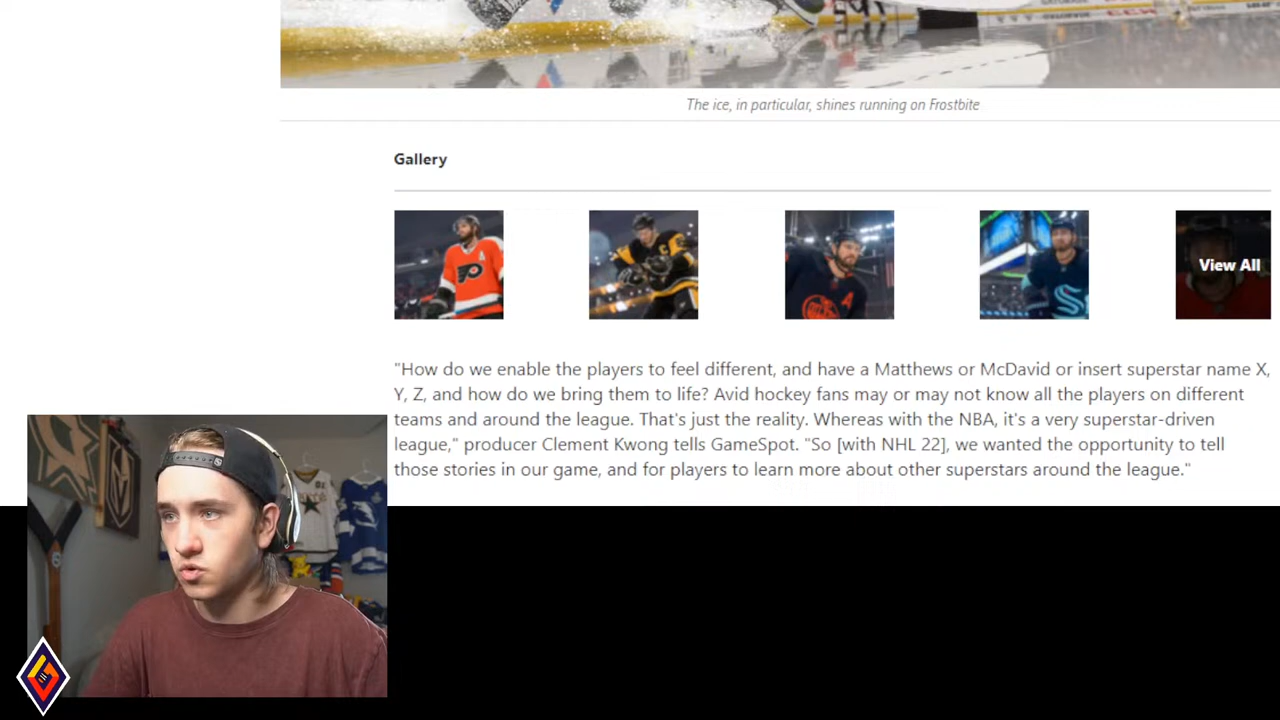 The ice, in particular, shines running on Frostbite
Gallery
View All
"How do we enable the players to feel different, and have a Matthews or McDavid or insert superstar name X,
Y, Z, and how do we bring them to life? Avid hockey fans may or may not know all the players on different
teams and around the league. That's just the reality. Whereas with the NBA, it's a very superstar-driven
league," producer Clement Kwong tells GameSpot. "So [with NHL 22], we wanted the opportunity to tell
those stories in our game, and for players to learn more about other superstars around the league."